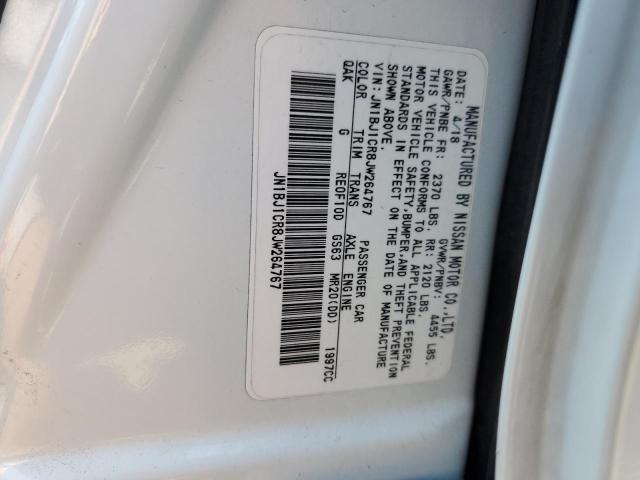 MANUFACTURED BY NISSAN MOTOR CO.,LTD.
DATE: 4/18 GVWR/PNBV: 4455 LBS.
GAWR/PNBE FR: 2370 LBS. RR: 2120 LBS.
THIS VEHICLE CONFORMS TO ALL APPLICABLE FEDERAL
MOTOR VEHICLE SAFETY,BUMPER,AND THEFT PREVENTION
STANDARDS IN EFFECT ON THE DATE OF MANUFACTURE
SHOWN ABOVE.
VIN: JN1BJ1CR8JW264767 PASSENGER CAR
COLOR TRIM TRANS AXLE ENGINE
QAK G RE0F10D GS63 MR20(DD) 1997CC
JN1BJ1CR8JW264767